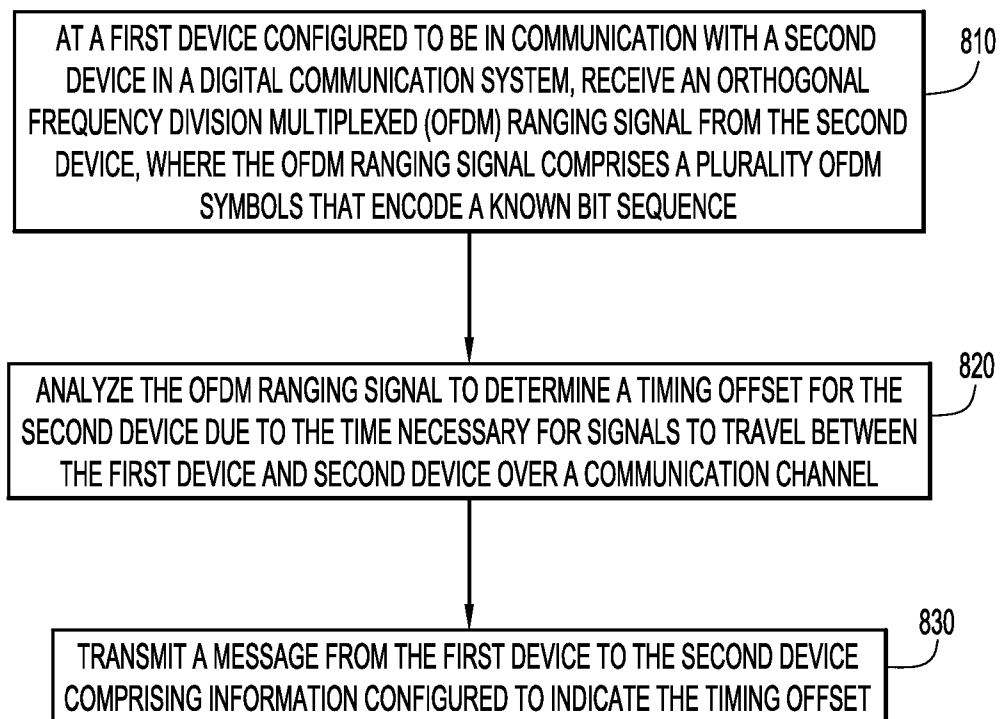 AT A FIRST DEVICE CONFIGURED TO BE IN COMMUNICATION WITH A SECOND
DEVICE IN A DIGITAL COMMUNICATION SYSTEM, RECEIVE AN ORTHOGONAL
FREQUENCY DIVISION MULTIPLEXED (OFDM) RANGING SIGNAL FROM THE SECOND
DEVICE, WHERE THE OFDM RANGING SIGNAL COMPRISES A PLURALITY OFDM
SYMBOLS THAT ENCODE A KNOWN BIT SEQUENCE
810
ANALYZE THE OFDM RANGING SIGNAL TO DETERMINE A TIMING OFFSET FOR THE
SECOND DEVICE DUE TO THE TIME NECESSARY FOR SIGNALS TO TRAVEL BETWEEN
THE FIRST DEVICE AND SECOND DEVICE OVER A COMMUNICATION CHANNEL
820
TRANSMIT A MESSAGE FROM THE FIRST DEVICE TO THE SECOND DEVICE
COMPRISING INFORMATION CONFIGURED TO INDICATE THE TIMING OFFSET
830